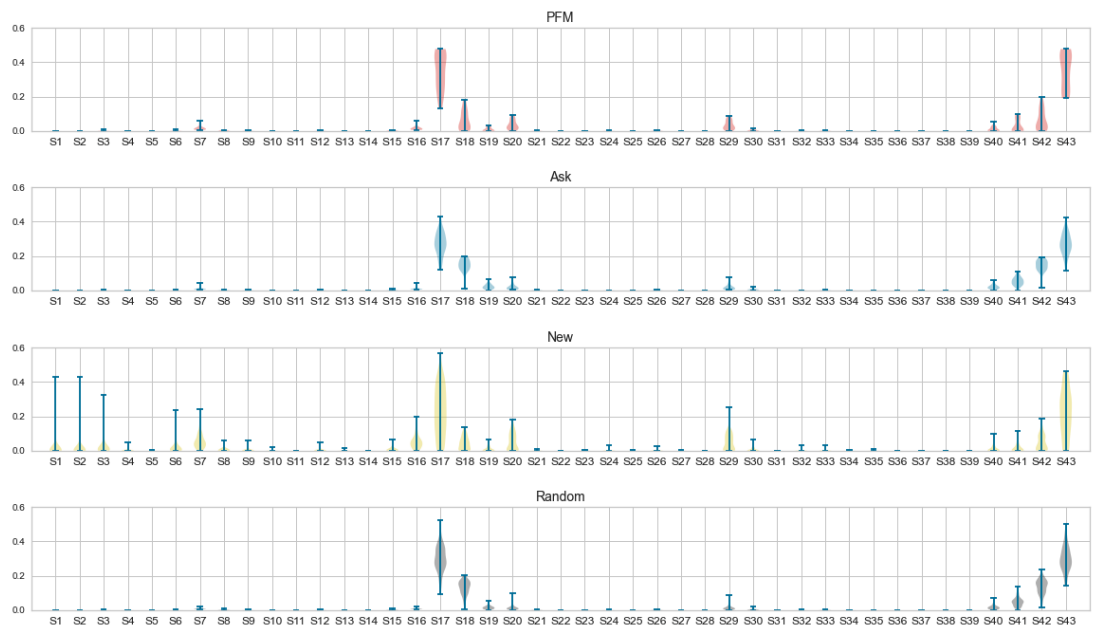 PFM
0.6
0.4
0.2
0.0
S1 S2 S3 S4 S5 S6 S7 S8 S9 S10 S11 S12 S13 S14 S15 S16 S17 S18 S19 S20 S21 S22 S23 S24 S25 S26 S27 S28 S29 S30 S31 S32 S33 S34 S35 S36 S37 S38 S39 S40 S41 S42 S43
Ask
0.6
0.4
0.2
0.0
S1 S2 S3 S4 S5 S6 S7 S8 S9 S10 S11 S12 S13 S14 S15 S16 S17 S18 S19 S20 S21 S22 S23 S24 S25 S26 S27 S28 S29 S30 S31 S32 S33 S34 S35 S36 S37 S38 S39 S40 S41 S42 S43
New
0.6
0.4
0.2
0.0
S1 S2 S3 S4 S5 S6 S7 S8 S9 S10 S11 S12 S13 S14 S15 S16 S17 S18 S19 S20 S21 S22 S23 S24 S25 S26 S27 S28 S29 S30 S31 S32 S33 S34 S35 S36 S37 S38 S39 S40 S41 S42 S43
Random
0.6
0.4
0.2
0.0
S1 S2 S3 S4 S5 S6 S7 S8 S9 S10 S11 S12 S13 S14 S15 S16 S17 S18 S19 S20 S21 S22 S23 S24 S25 S26 S27 S28 S29 S30 S31 S32 S33 S34 S35 S36 S37 S38 S39 S40 S41 S42 S43